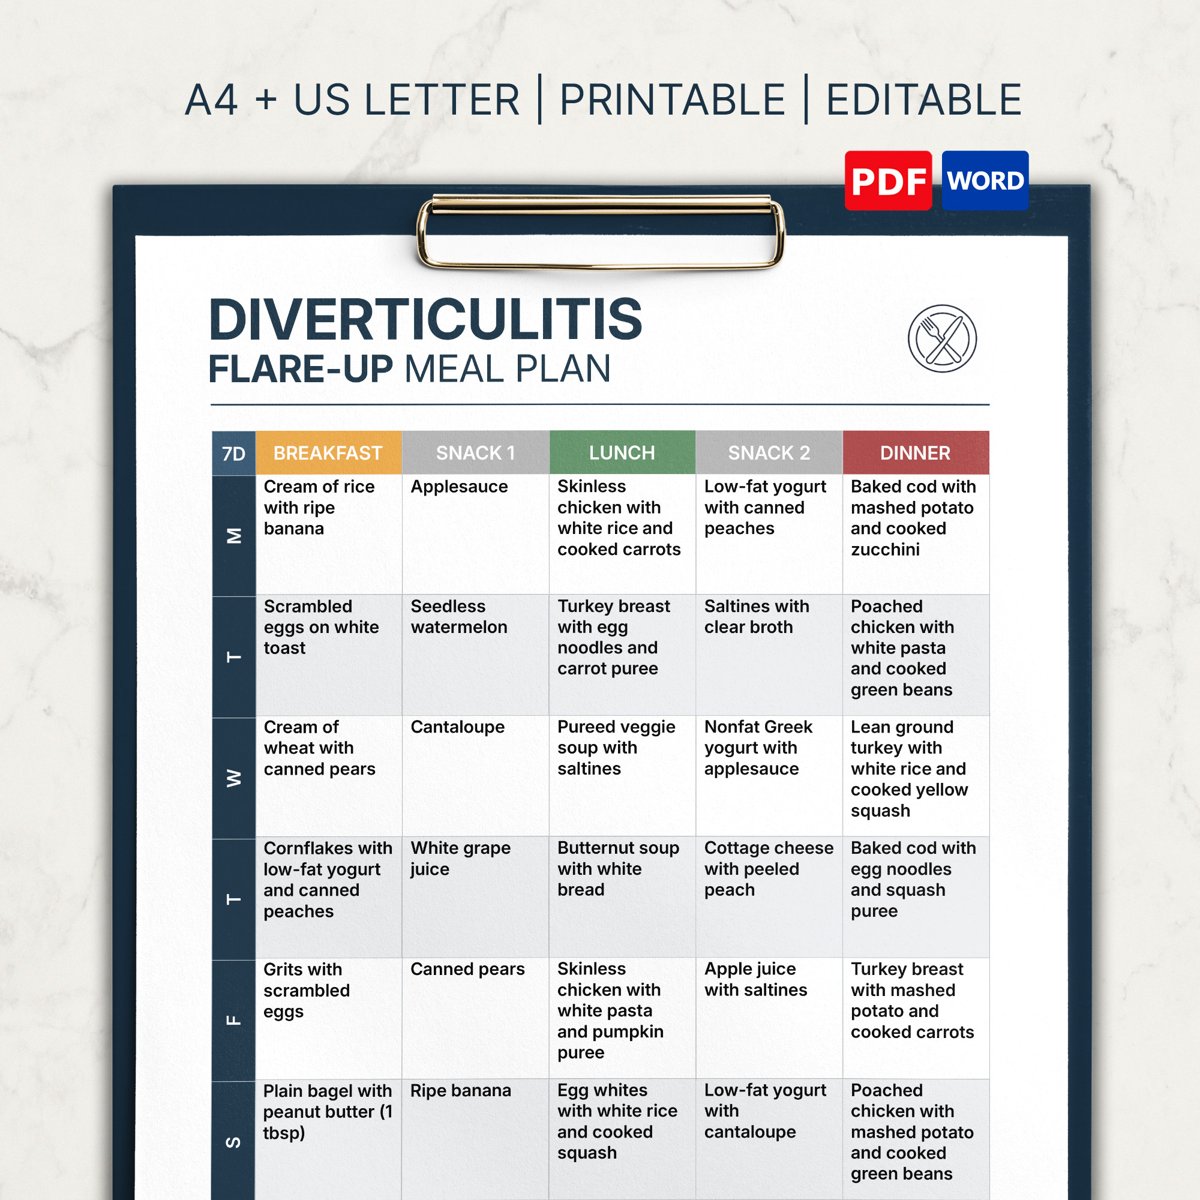 A4 + US LETTER | PRINTABLE | EDITABLE
PDF WORD
DIVERTICULITIS
FLARE-UP MEAL PLAN
7D BREAKFAST SNACK 1 LUNCH SNACK 2 DINNER
M
Cream of rice
with ripe
banana
Applesauce
Skinless
chicken with
white rice and
cooked carrots
Low-fat yogurt
with canned
peaches
Baked cod with
mashed potato
and cooked
zucchini
T
Scrambled
eggs on white
toast
Seedless
watermelon
Turkey breast
with egg
noodles and
carrot puree
Saltines with
clear broth
Poached
chicken with
white pasta
and cooked
green beans
W
Cream of
wheat with
canned pears
Cantaloupe
Pureed veggie
soup with
saltines
Nonfat Greek
yogurt with
applesauce
Lean ground
turkey with
white rice and
cooked yellow
squash
T
Cornflakes with
low-fat yogurt
and canned
peaches
White grape
juice
Butternut soup
with white
bread
Cottage cheese
with peeled
peach
Baked cod with
egg noodles
and squash
puree
F
Grits with
scrambled
eggs
Canned pears
Skinless
chicken with
white pasta
and pumpkin
puree
Apple juice
with saltines
Turkey breast
with mashed
potato and
cooked carrots
S
Plain bagel with
peanut butter (1
tbsp)
Ripe banana
Egg whites
with white rice
and cooked
squash
Low-fat yogurt
with
cantaloupe
Poached
chicken with
mashed potato
and cooked
green beans